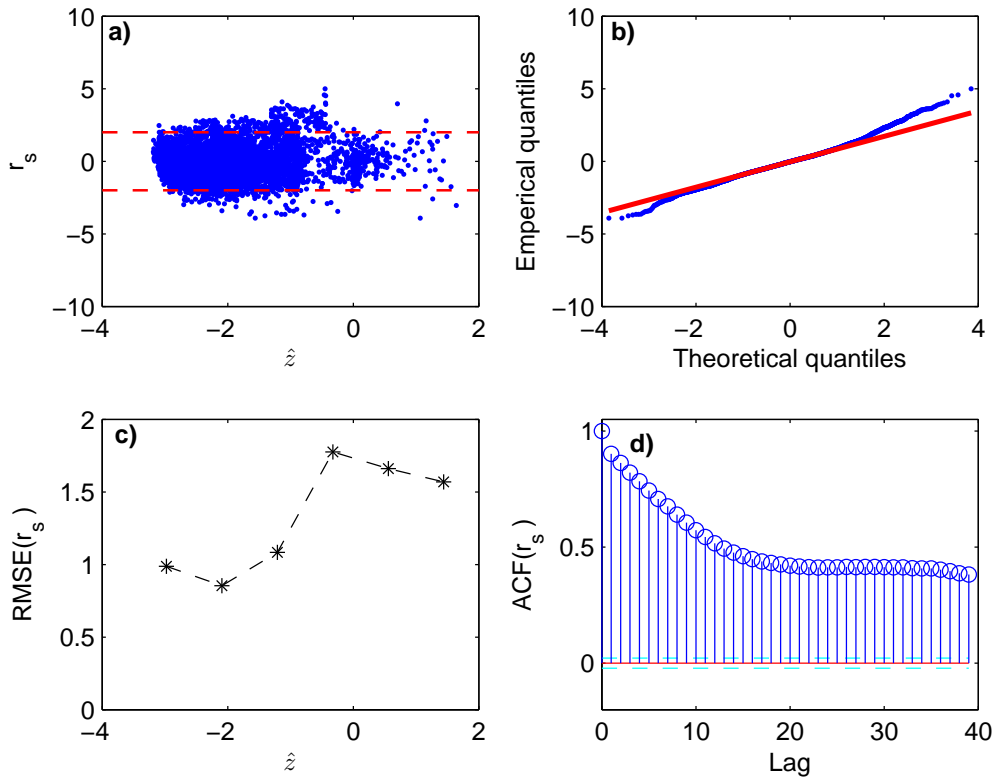 a)
10
5
0
−5
−10
r_s
−4 −2 0 2
ẑ
b)
10
5
0
−5
−10
Emperical quantiles
−4 −2 0 2 4
Theoretical quantiles
c)
2
1.5
1
0.5
0
RMSE(r_s)
−4 −2 0 2
ẑ
d)
1
0.5
0
ACF(r_s)
0 10 20 30 40
Lag